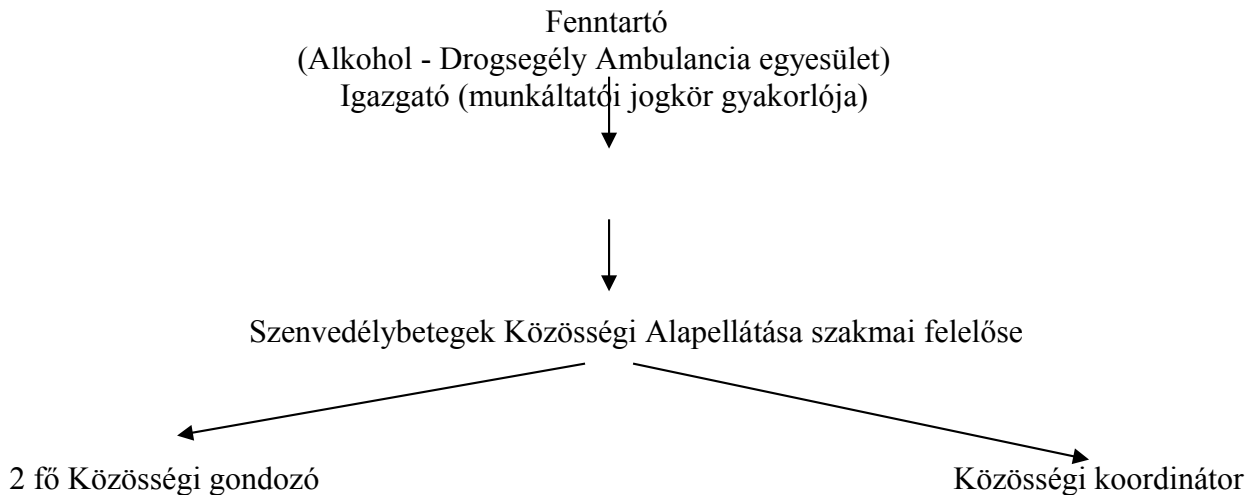 Fenntartó
(Alkohol - Drogsegély Ambulancia egyesület)
Igazgató (munkáltatói jogkör gyakorlója)
Szenvedélybetegek Közösségi Alapellátása szakmai felelőse
2 fő Közösségi gondozó
Közösségi koordinátor